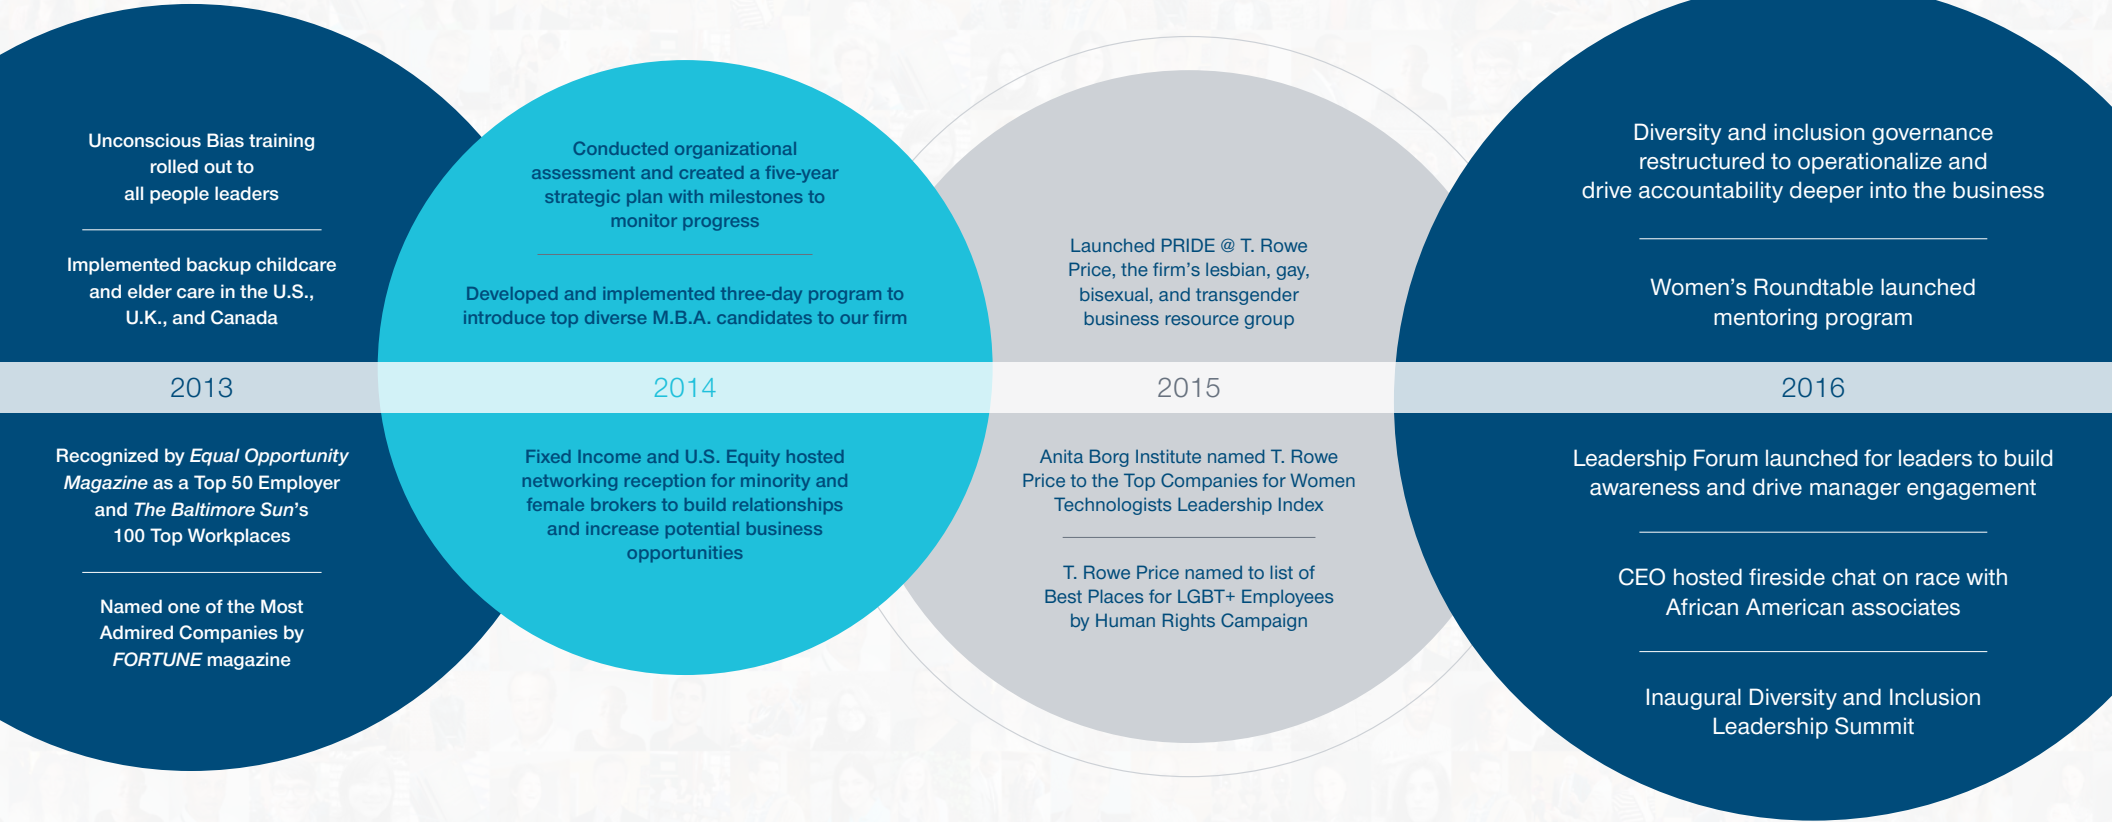 Unconscious Bias training
rolled out to
all people leaders
Implemented backup childcare
and elder care in the U.S.,
U.K., and Canada
2013
Recognized by Equal Opportunity
Magazine as a Top 50 Employer
and The Baltimore Sun’s
100 Top Workplaces
Named one of the Most
Admired Companies by
FORTUNE magazine
Conducted organizational
assessment and created a five-year
strategic plan with milestones to
monitor progress
Developed and implemented three-day program to
introduce top diverse M.B.A. candidates to our firm
2014
Fixed Income and U.S. Equity hosted
networking reception for minority and
female brokers to build relationships
and increase potential business
opportunities
Launched PRIDE @ T. Rowe
Price, the firm’s lesbian, gay,
bisexual, and transgender
business resource group
2015
Anita Borg Institute named T. Rowe
Price to the Top Companies for Women
Technologists Leadership Index
T. Rowe Price named to list of
Best Places for LGBT+ Employees
by Human Rights Campaign
Diversity and inclusion governance
restructured to operationalize and
drive accountability deeper into the business
Women’s Roundtable launched
mentoring program
2016
Leadership Forum launched for leaders to build
awareness and drive manager engagement
CEO hosted fireside chat on race with
African American associates
Inaugural Diversity and Inclusion
Leadership Summit